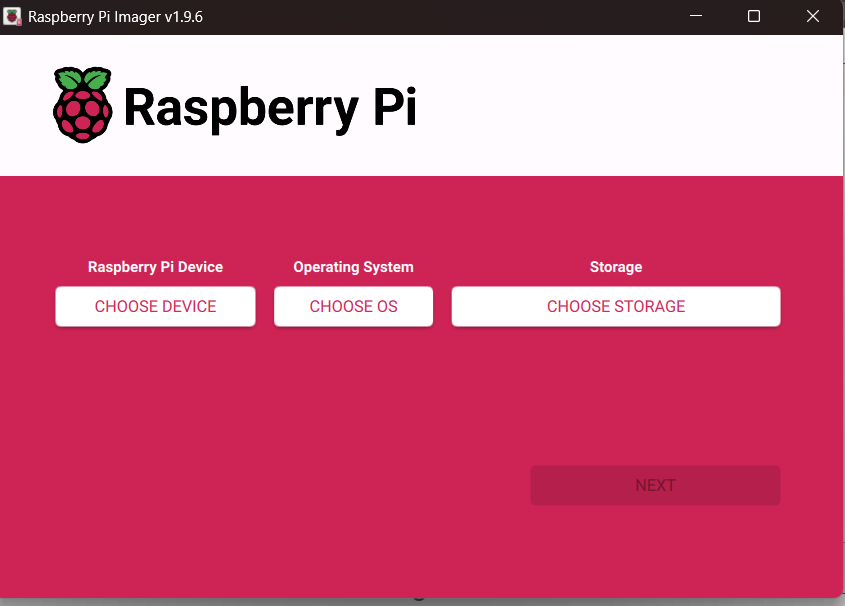 Raspberry Pi Imager v1.9.6
Raspberry Pi
Raspberry Pi Device
Operating System
Storage
CHOOSE DEVICE
CHOOSE OS
CHOOSE STORAGE
NEXT